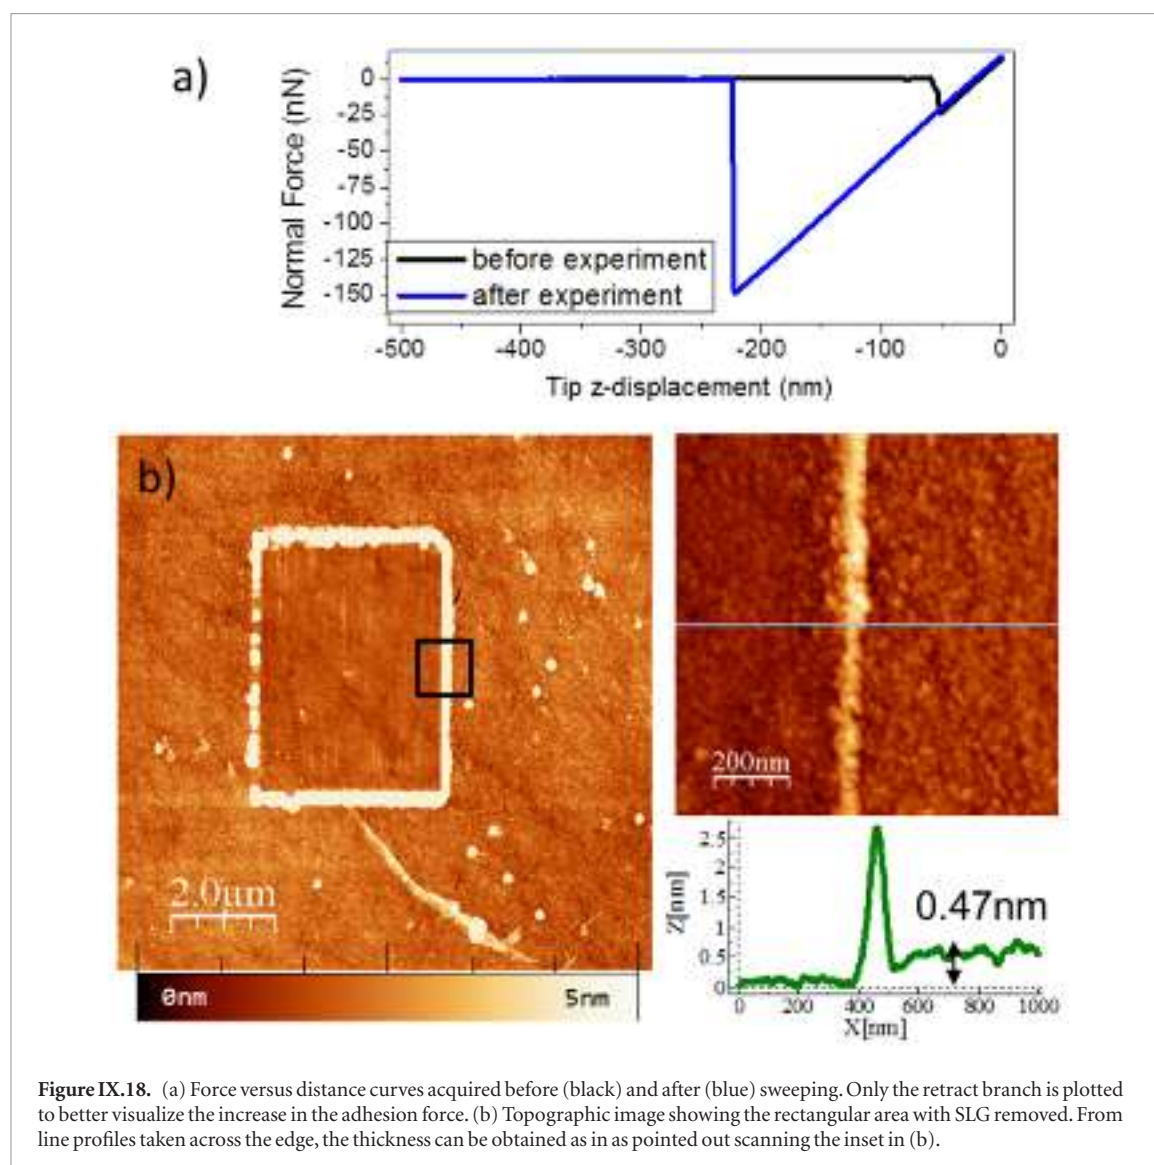 a)
Normal Force (nN)
0
-25
-50
-75
-100
-125
-150
before experiment
after experiment
-500 -400 -300 -200 -100 0
Tip z-displacement (nm)
b)
2.0µm
0nm 5nm
200nm
Z[nm]
2.5
2
1.5
1
0.5
0
0.47nm
0 200 400 600 800 1000
X[nm]
Figure IX.18. (a) Force versus distance curves acquired before (black) and after (blue) sweeping. Only the retract branch is plotted
to better visualize the increase in the adhesion force. (b) Topographic image showing the rectangular area with SLG removed. From
line profiles taken across the edge, the thickness can be obtained as in as pointed out scanning the inset in (b).